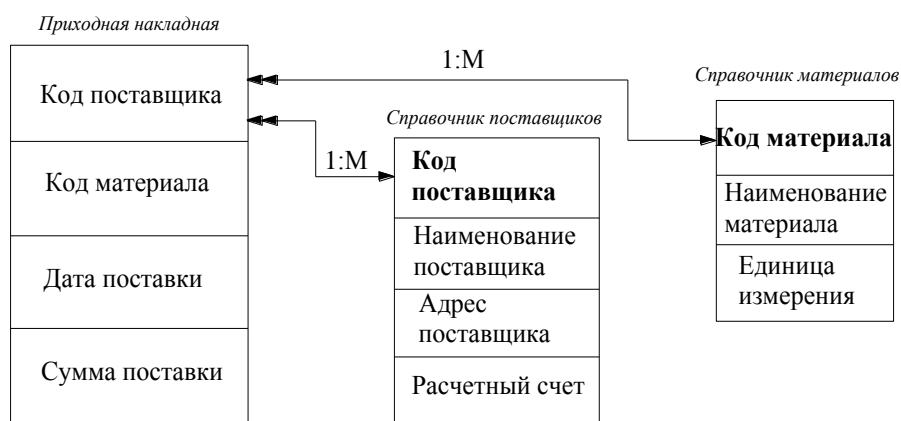 Приходная накладная
Код поставщика
Код материала
Дата поставки
Сумма поставки
1:М
1:М
Справочник поставщиков
Код
поставщика
Наименование
поставщика
Адрес
поставщика
Расчетный счет
Справочник материалов
Код материала
Наименование
материала
Единица
измерения